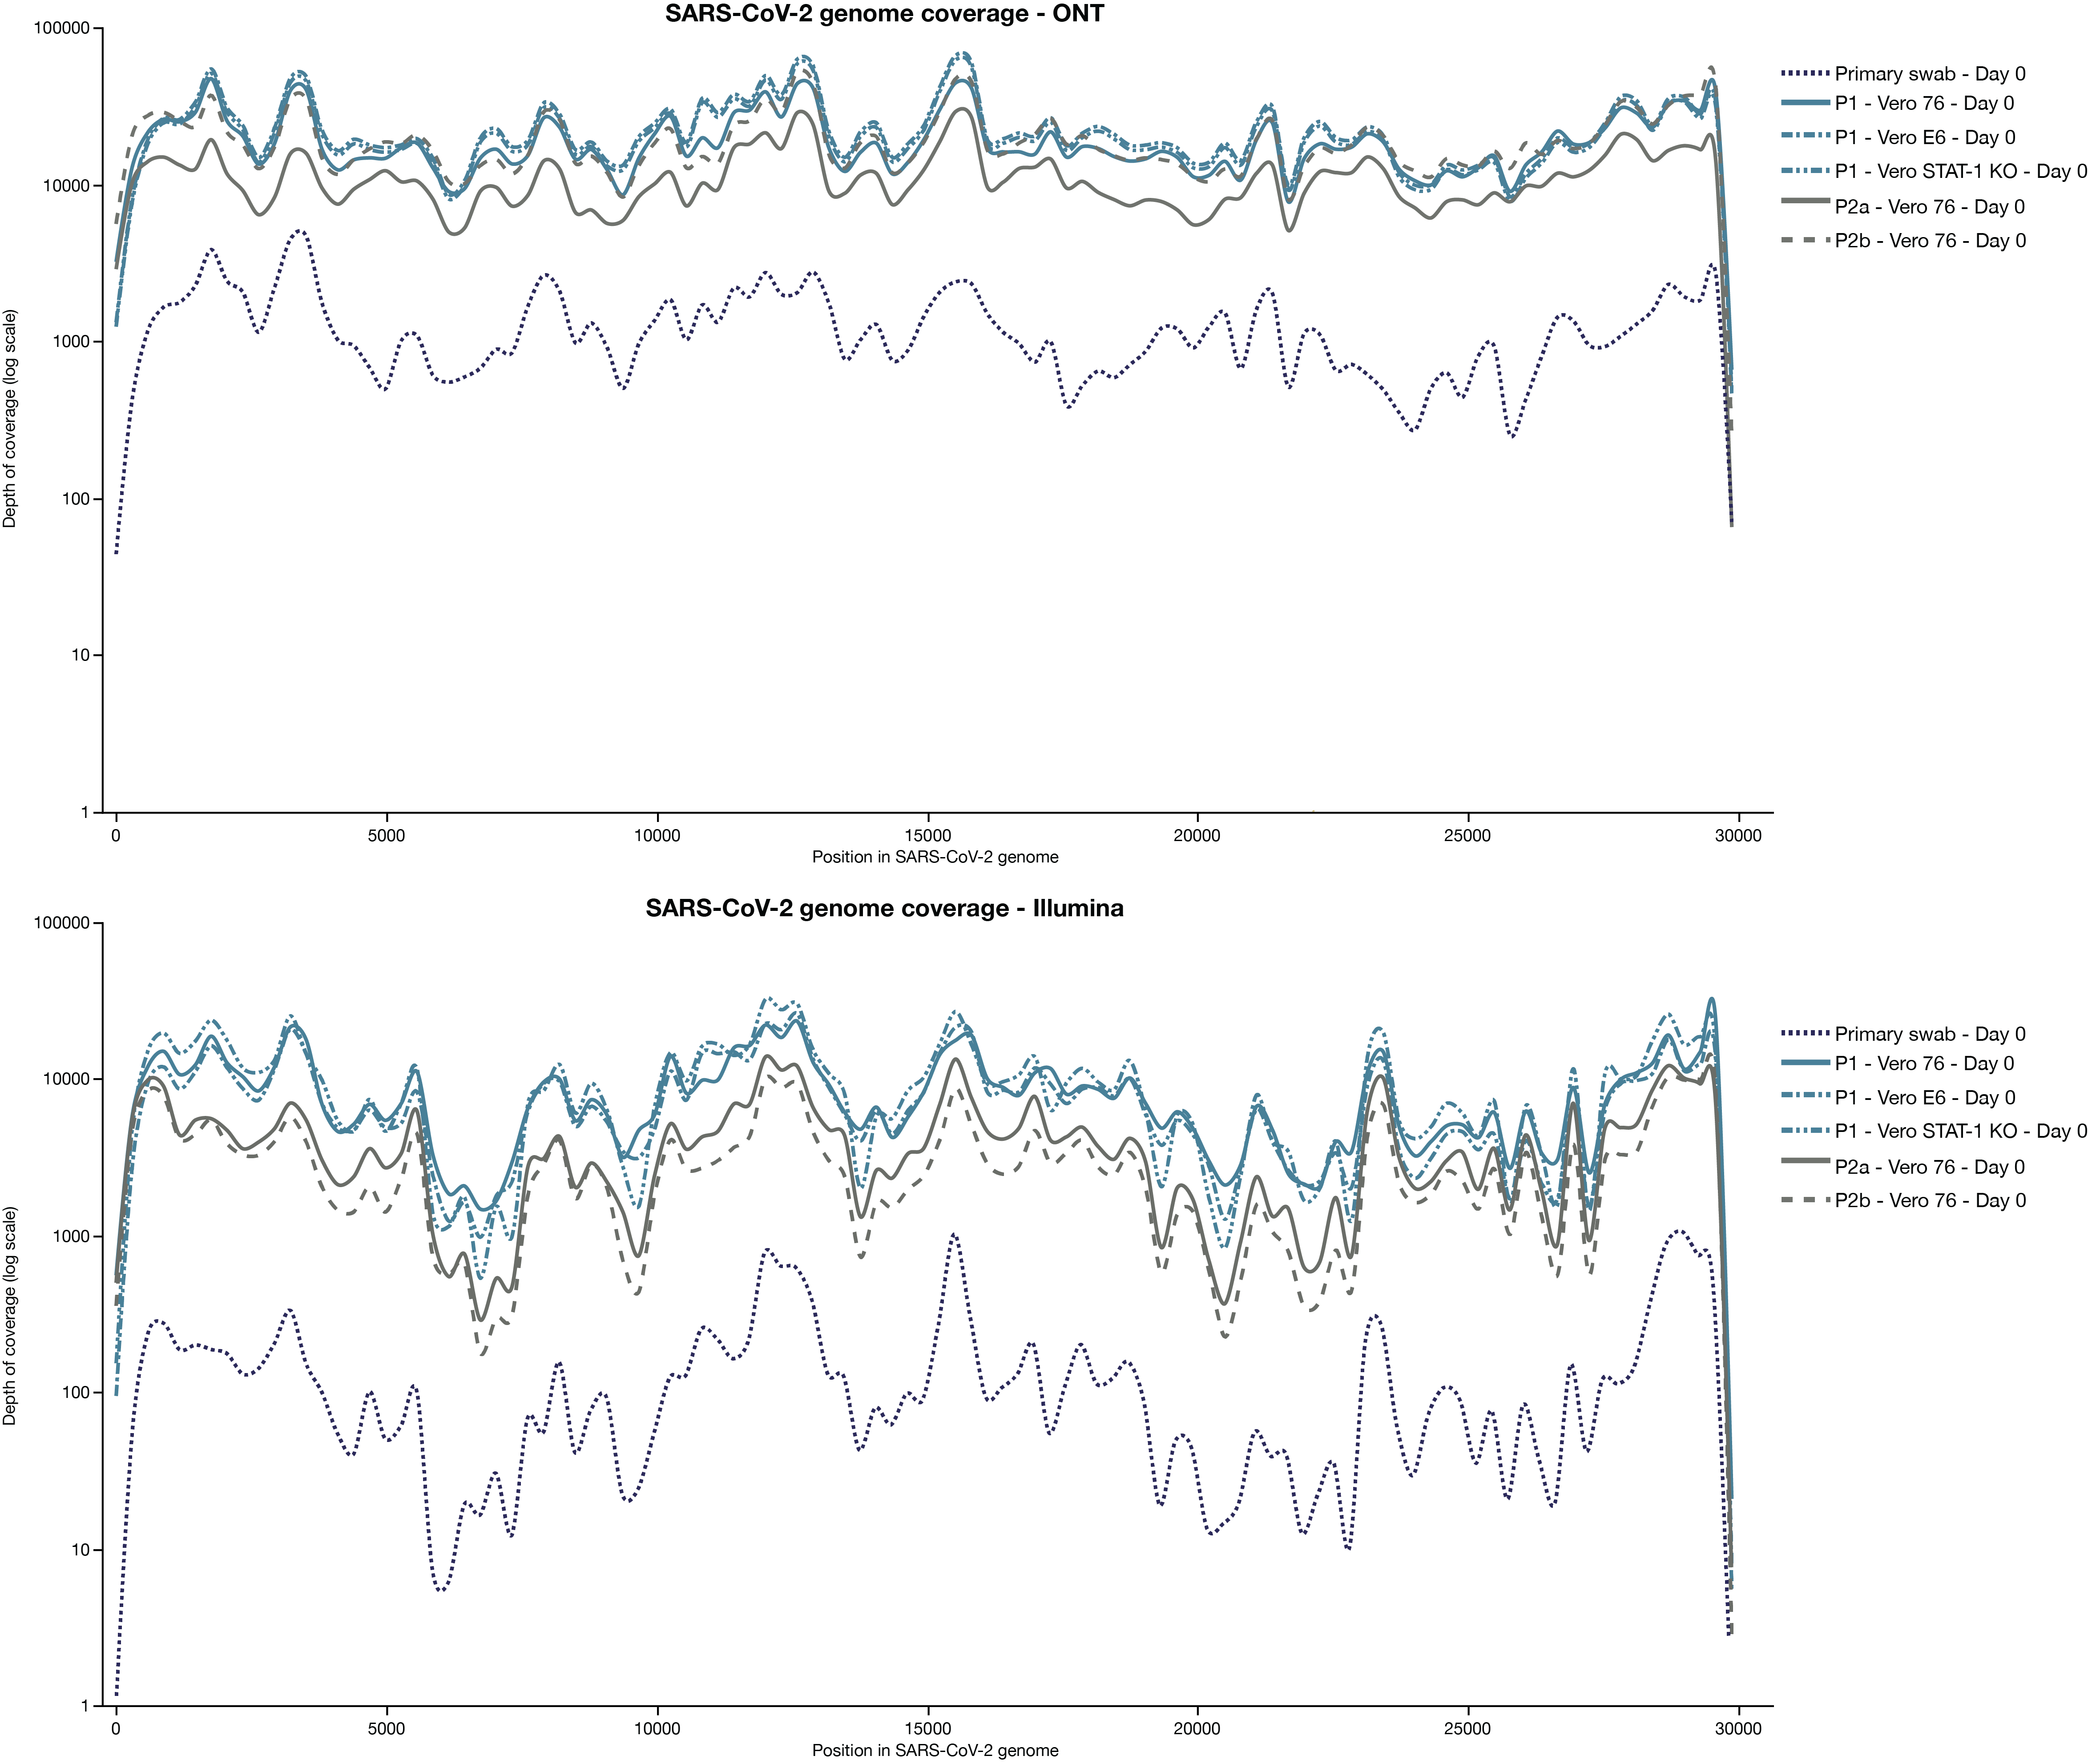 SARS-CoV-2 genome coverage - ONT
100000
10000
1000
100
10
1
Depth of coverage (log scale)
0 5000 10000 15000 20000 25000 30000
Position in SARS-CoV-2 genome
Primary swab - Day 0
P1 - Vero 76 - Day 0
P1 - Vero E6 - Day 0
P1 - Vero STAT-1 KO - Day 0
P2a - Vero 76 - Day 0
P2b - Vero 76 - Day 0
SARS-CoV-2 genome coverage - Illumina
100000
10000
1000
100
10
1
Depth of coverage (log scale)
0 5000 10000 15000 20000 25000 30000
Position in SARS-CoV-2 genome
Primary swab - Day 0
P1 - Vero 76 - Day 0
P1 - Vero E6 - Day 0
P1 - Vero STAT-1 KO - Day 0
P2a - Vero 76 - Day 0
P2b - Vero 76 - Day 0